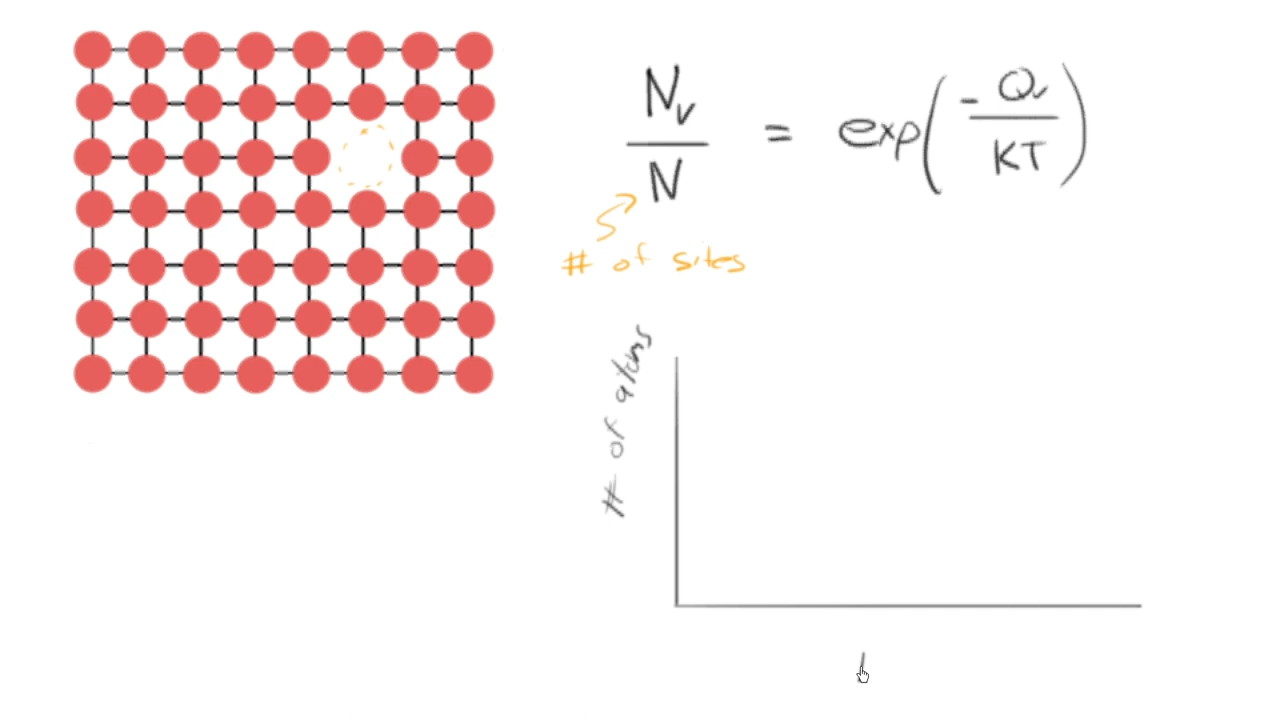 Nv
N
= exp(-Qv
KT)
# of sites
# of atoms